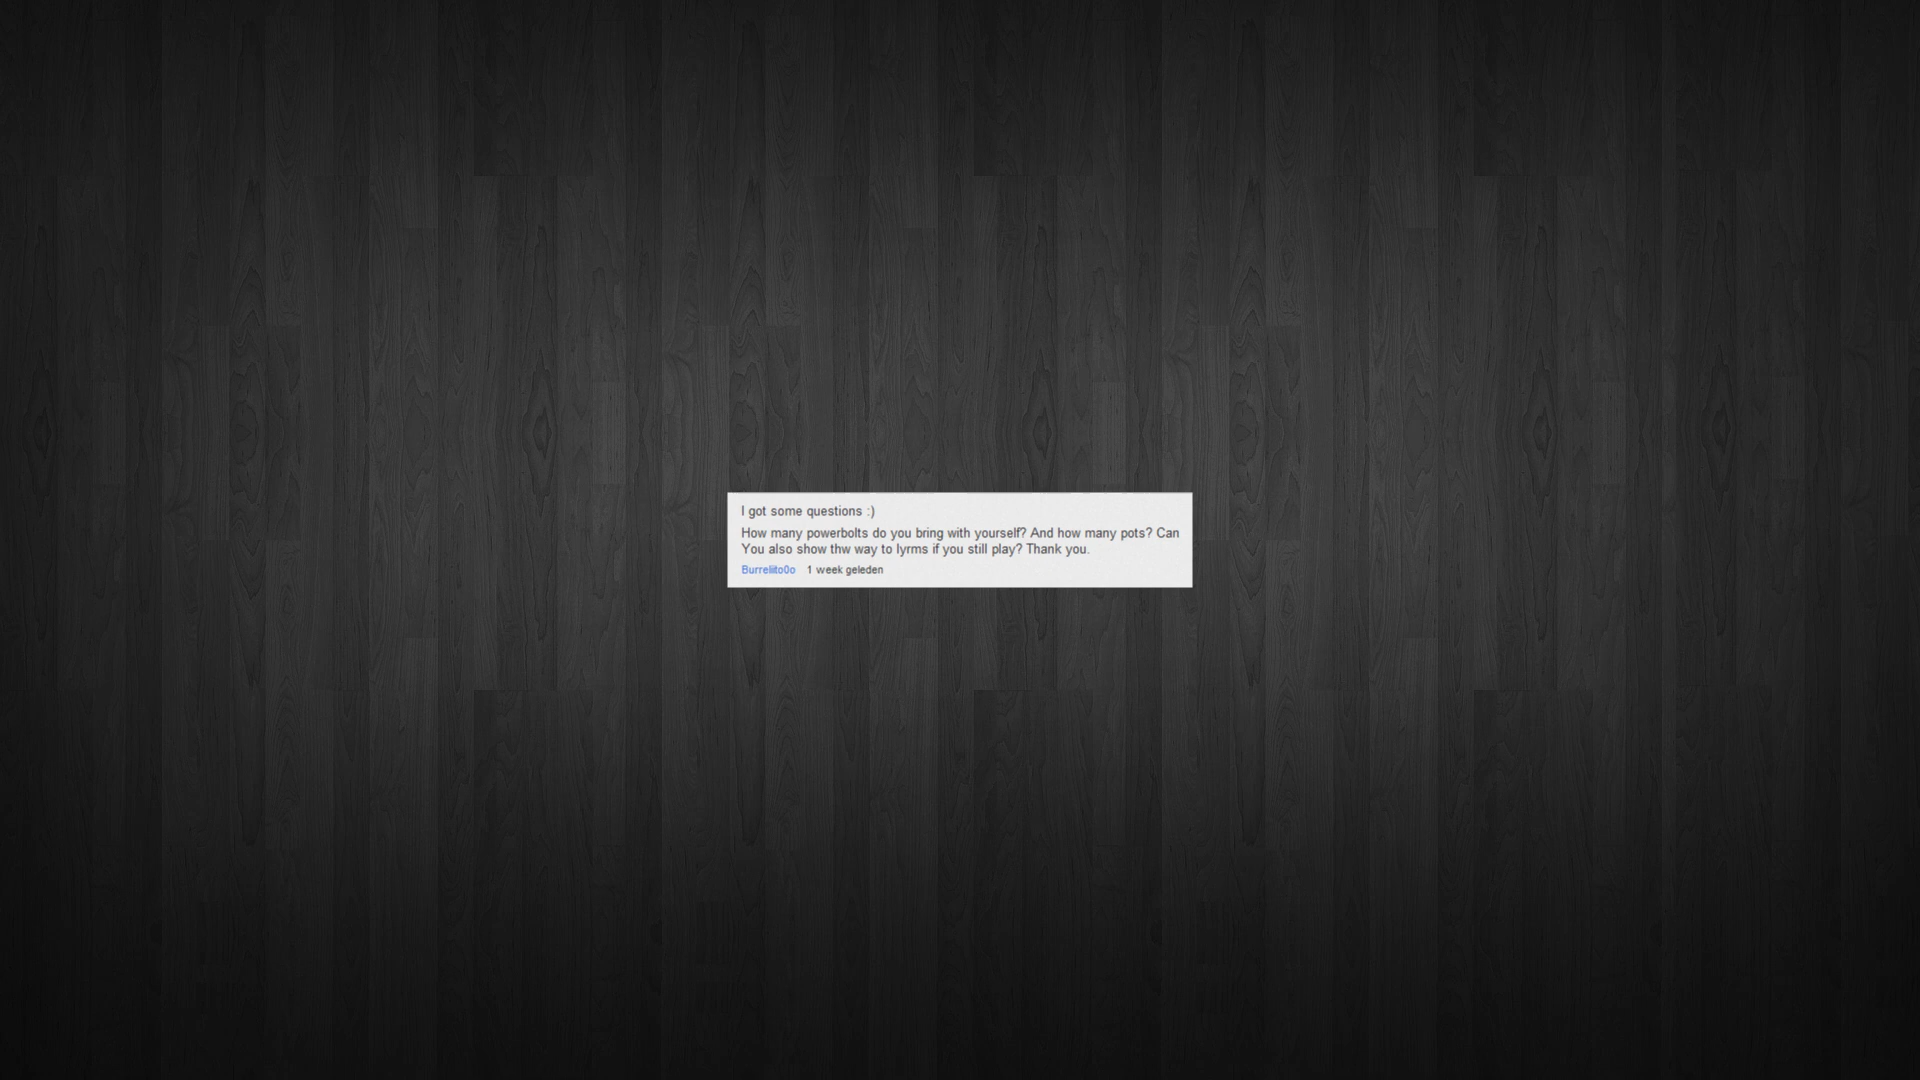 I got some questions :)
How many powerbolts do you bring with yourself? And how many pots? Can
You also show thw way to lyrms if you still play? Thank you.
Burreliito0o 1 week geleden